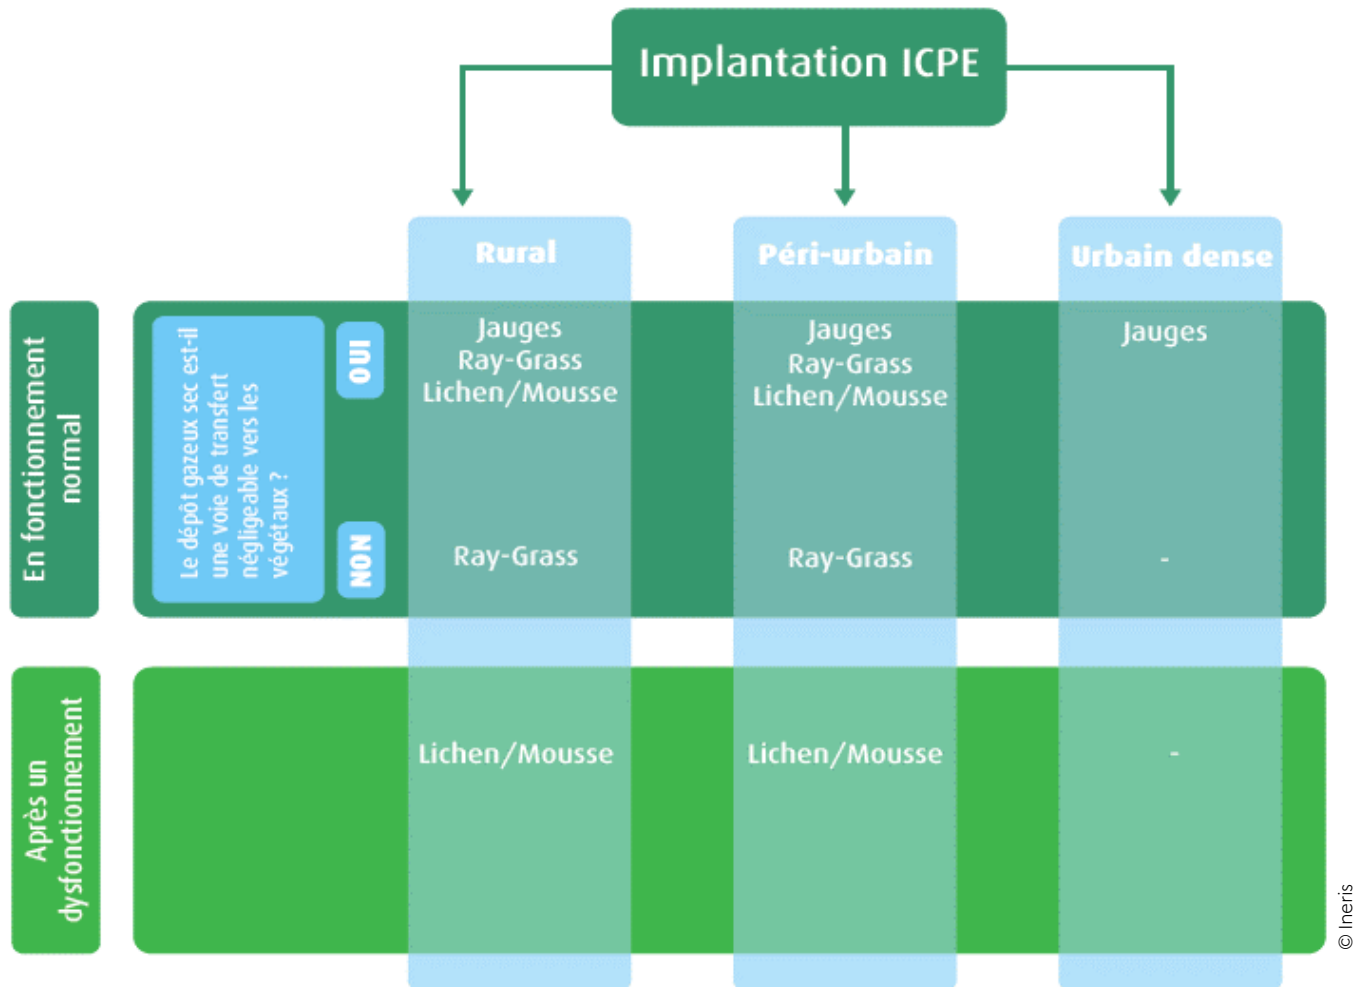 Implantation ICPE
Rural
Péri-urbain
Urbain dense
En fonctionnement
normal
Le dépôt gazeux sec est-il
une voie de transfert
négligeable vers les
végétaux ?
OUI
Jauges
Ray-Grass
Lichen/Mousse
Jauges
Ray-Grass
Lichen/Mousse
Jauges
NON
Ray-Grass
Ray-Grass
-
Après un
dysfonctionnement
Lichen/Mousse
Lichen/Mousse
-
© Ineris